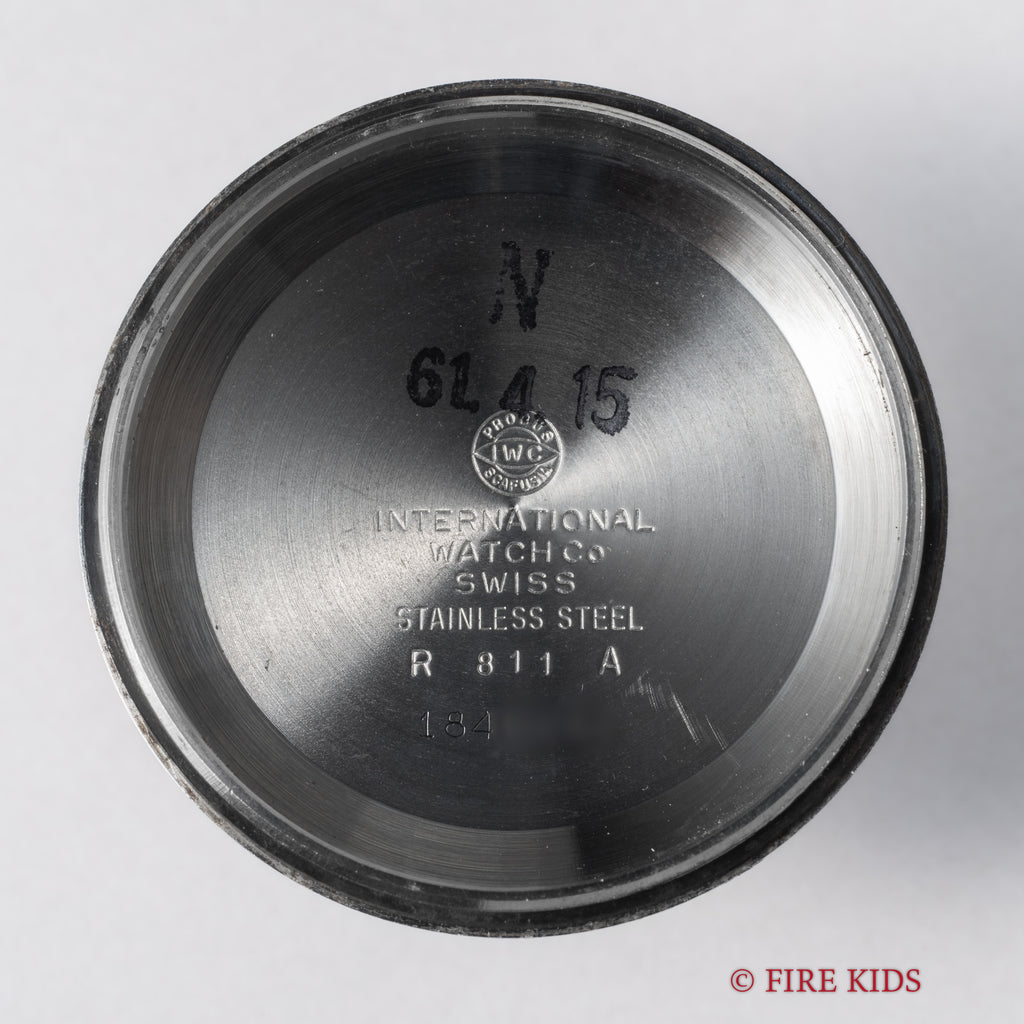 N
61 4 15
PROBUS
IWC
SCAFUSIA
INTERNATIONAL
WATCH Co
SWISS
STAINLESS STEEL
R 811 A
184
© FIRE KIDS